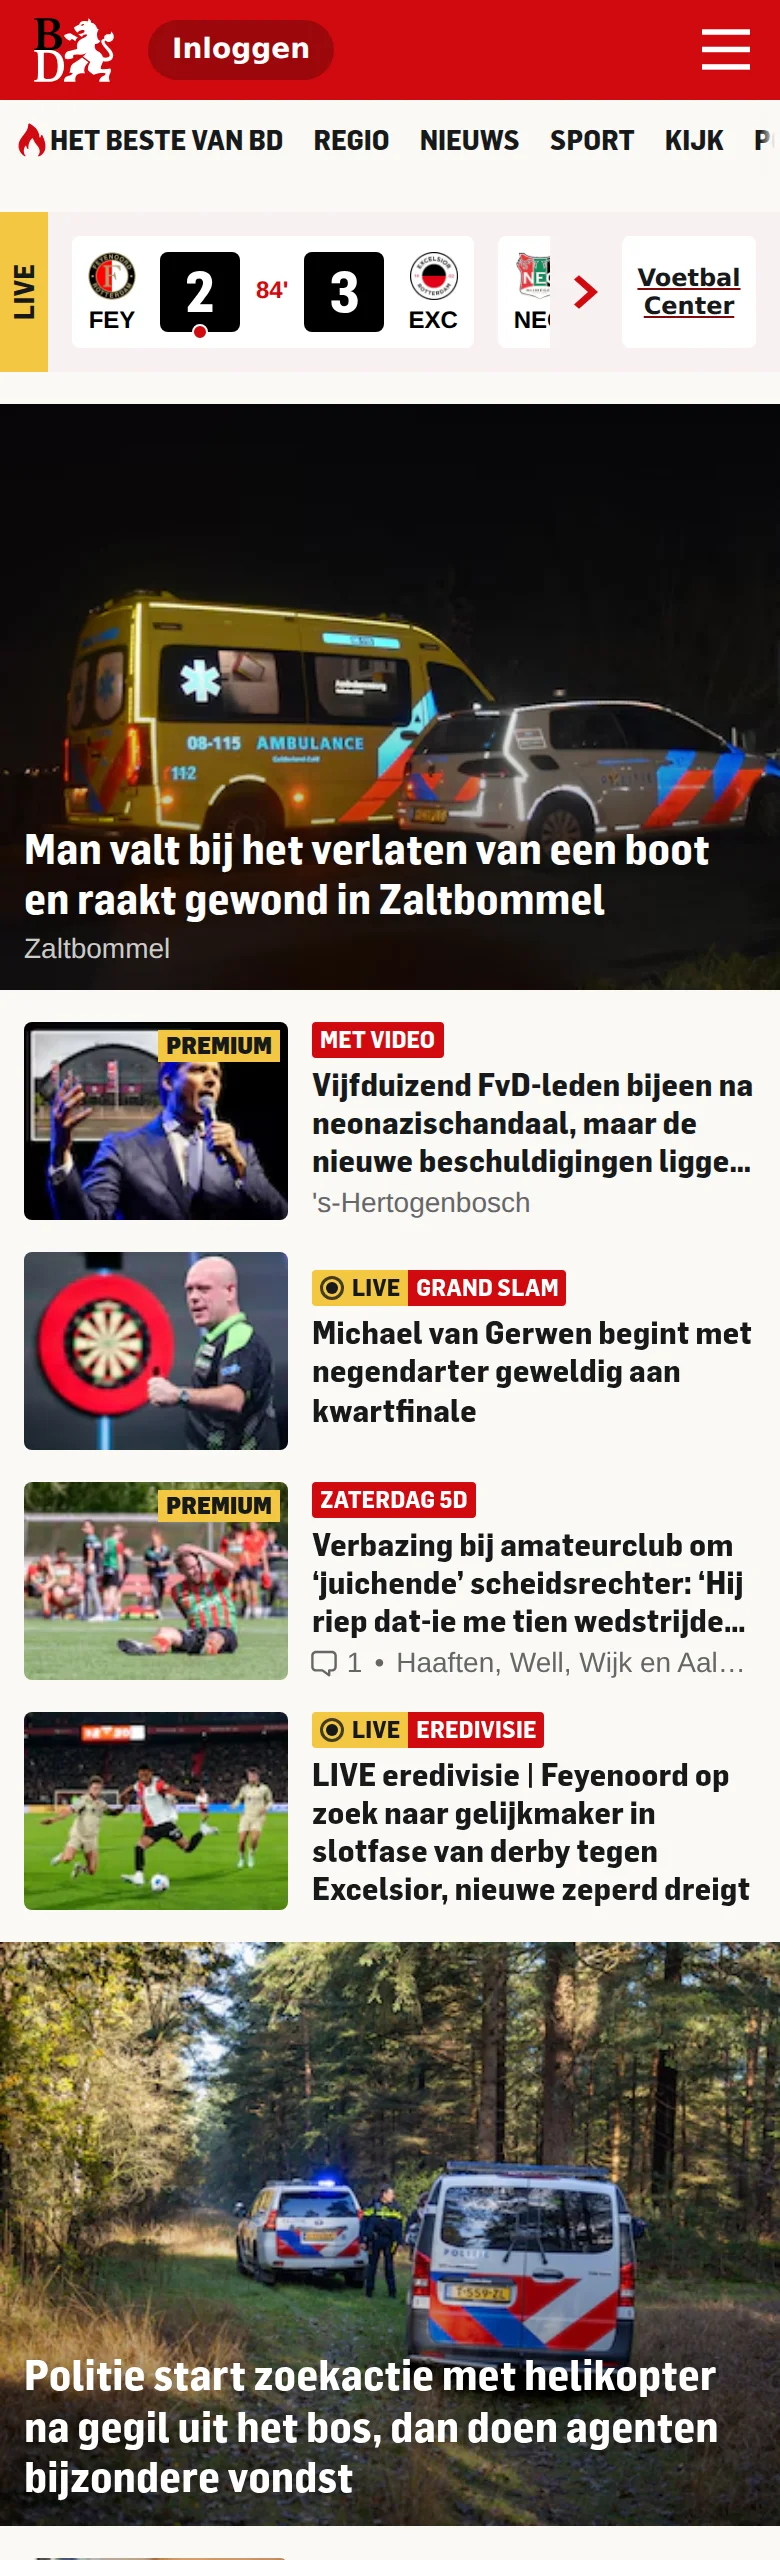 BD
Inloggen
HET BESTE VAN BD REGIO NIEUWS SPORT KIJK
LIVE
FEY 2 84' 3 EXC
Voetbal
Center
08-115 AMBULANCE
112
Man valt bij het verlaten van een boot
en raakt gewond in Zaltbommel
Zaltbommel
PREMIUM
MET VIDEO
Vijfduizend FvD-leden bijeen na
neonazischandaal, maar de
nieuwe beschuldigingen ligge...
's-Hertogenbosch
LIVE GRAND SLAM
Michael van Gerwen begint met
negendarter geweldig aan
kwartfinale
PREMIUM
ZATERDAG 5D
Verbazing bij amateurclub om
‘juichende’ scheidsrechter: ‘Hij
riep dat-ie me tien wedstrijde...
1 • Haaften, Well, Wijk en Aal...
LIVE EREDIVISIE
LIVE eredivisie | Feyenoord op
zoek naar gelijkmaker in
slotfase van derby tegen
Excelsior, nieuwe zeperd dreigt
POLITIE
Politie start zoekactie met helikopter
na gegil uit het bos, dan doen agenten
bijzondere vondst